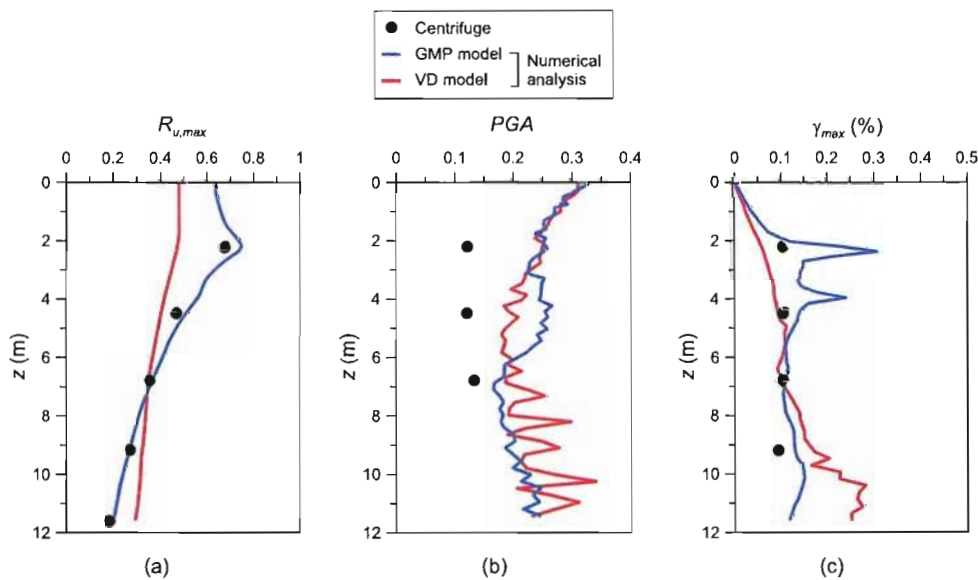 Centrifuge
GMP model
VD model
Numerical
analysis
R_{u,max}
0 0.2 0.4 0.6 0.8 1
0
2
4
6
8
10
12
z (m)
(a)
PGA
0 0.1 0.2 0.3 0.4
0
2
4
6
8
10
12
z (m)
(b)
γ_{max} (%)
0 0.1 0.2 0.3 0.4 0.5
0
2
4
6
8
10
12
z (m)
(c)